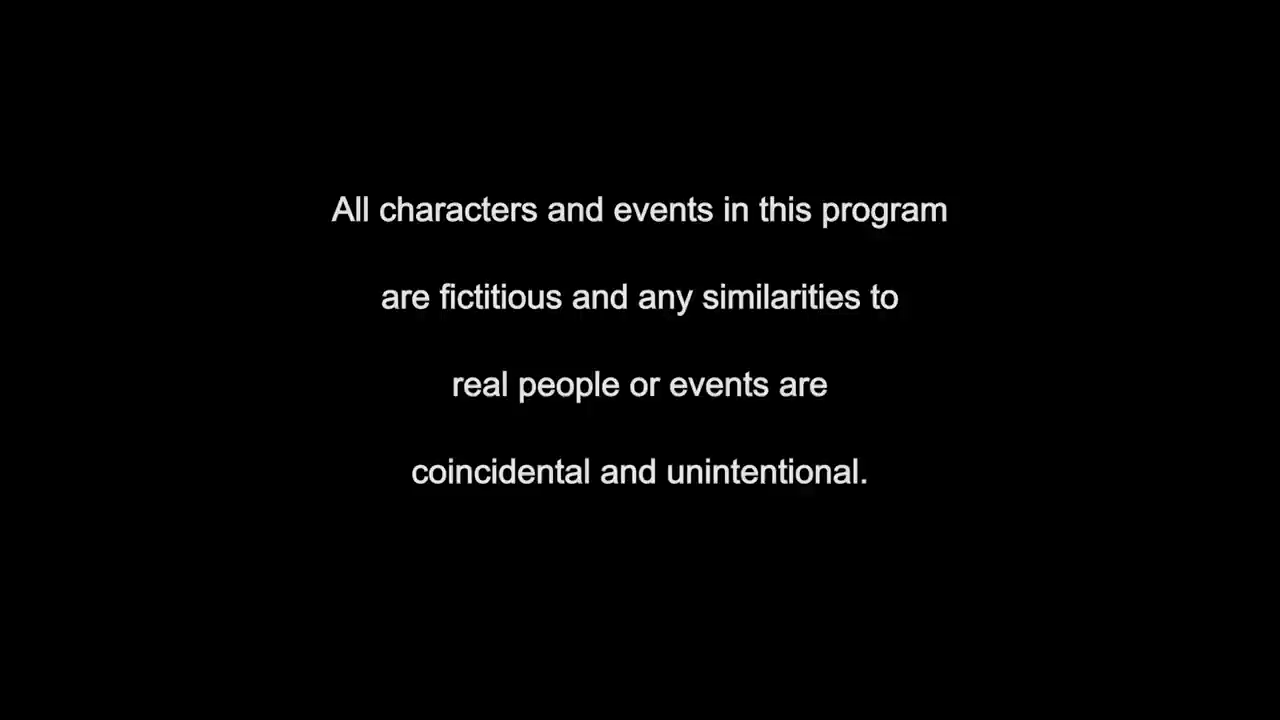 All characters and events in this program
are fictitious and any similarities to
real people or events are
coincidental and unintentional.